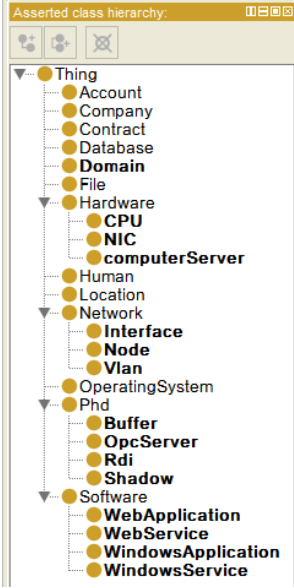 Asserted class hierarchy:
Thing
Account
Company
Contract
Database
Domain
File
Hardware
CPU
NIC
computerServer
Human
Location
Network
Interface
Node
Vlan
OperatingSystem
Phd
Buffer
OpcServer
Rdi
Shadow
Software
WebApplication
WebService
WindowsApplication
WindowsService